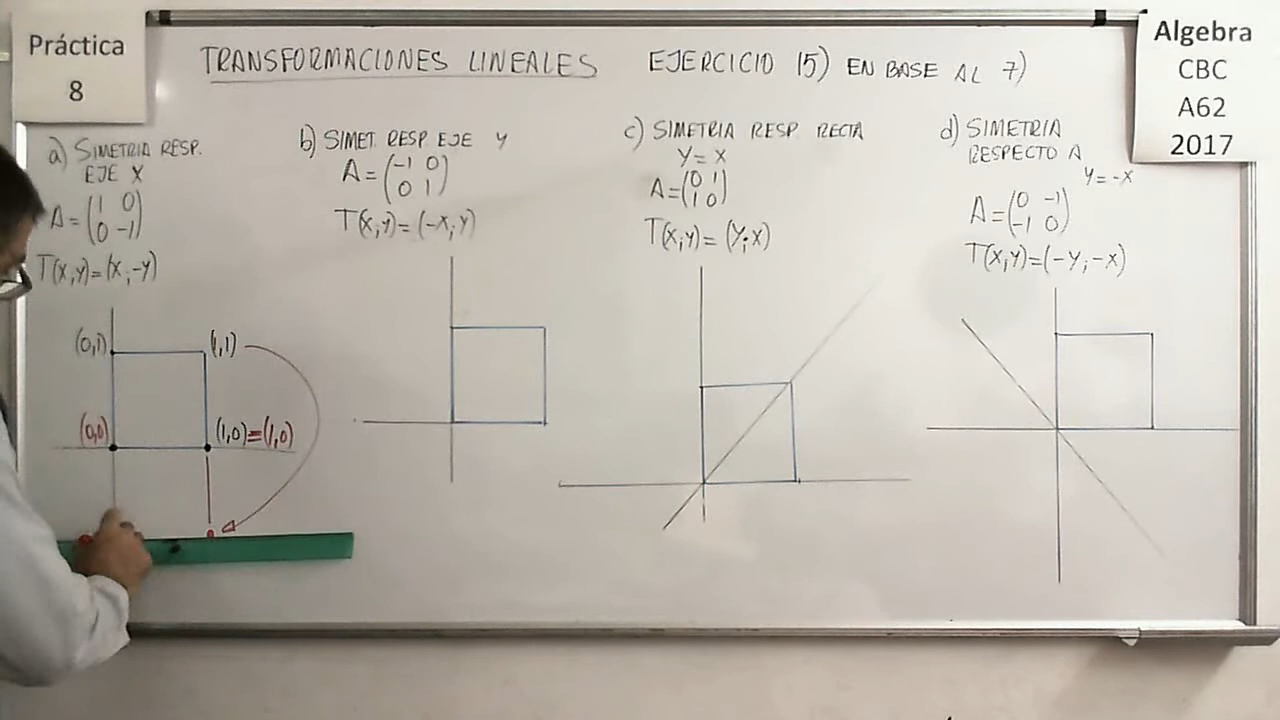 Práctica
8
TRANSFORMACIONES LINEALES EJERCICIO 15) EN BASE AL 7)
Algebra
CBC
A62
2017
a) SIMETRIA RESP.
EJE X
A = (1 0
0 -1)
T(x,y)=(x;-y)
(0,1) (1,1)
(0,0) (1,0)=(1,0)
b) SIMET. RESP. EJE Y
A = (-1 0
0 1)
T(x,y)=(-x;y)
c) SIMETRIA RESP. RECTA
Y=X
A=(0 1
1 0)
T(x,y)=(y;x)
d) SIMETRIA
RESPECTO A
Y=-X
A=(0 -1
-1 0)
T(x,y)=(-y;-x)